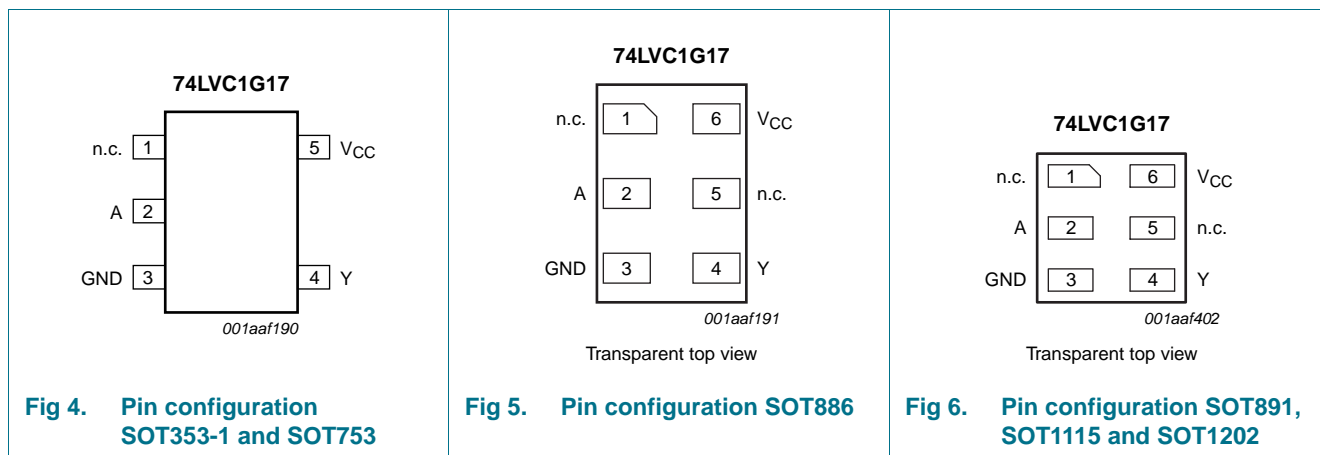 74LVC1G17
n.c. 1 5 VCC
A 2
GND 3 4 Y
001aaf190
Fig 4. Pin configuration
SOT353-1 and SOT753
74LVC1G17
n.c. 1 6 VCC
A 2 5 n.c.
GND 3 4 Y
001aaf191
Transparent top view
Fig 5. Pin configuration SOT886
74LVC1G17
n.c. 1 6 VCC
A 2 5 n.c.
GND 3 4 Y
001aaf402
Transparent top view
Fig 6. Pin configuration SOT891,
SOT1115 and SOT1202